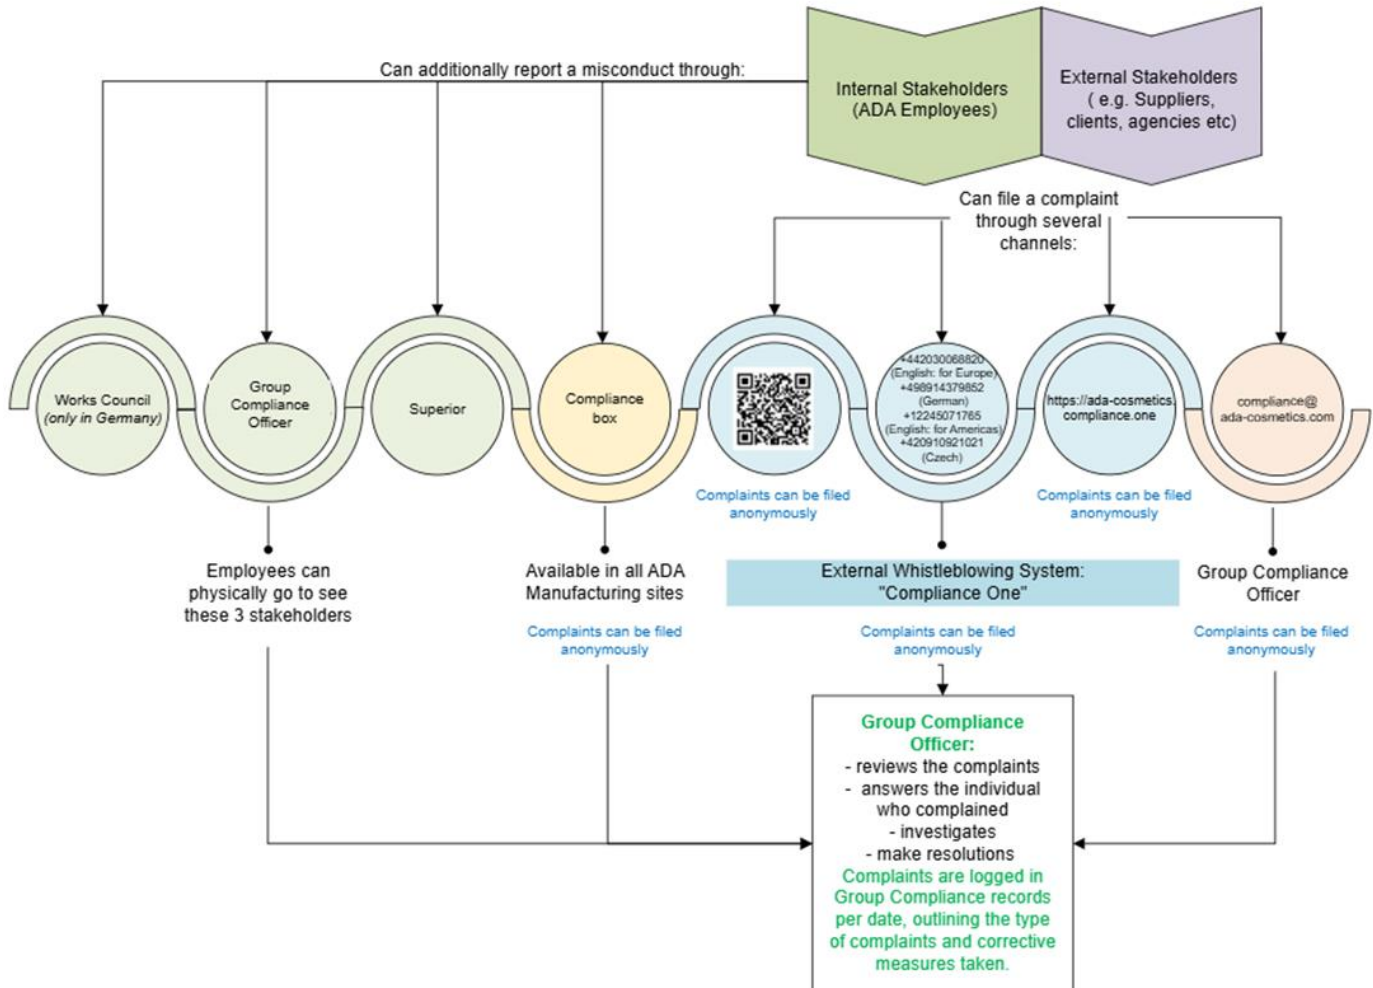 Can additionally report a misconduct through:
Internal Stakeholders
(ADA Employees)
External Stakeholders
( e.g. Suppliers,
clients, agencies etc)
Can file a complaint
through several
channels:
Works Council
(only in Germany)
Group
Compliance
Officer
Superior
Compliance
box
+442030068820
(English: for Europe)
+498914379852
(German)
+12245071765
(English: for Americas)
+420910921021
(Czech)
https://ada-cosmetics.
compliance.one
compliance@
ada-cosmetics.com
Complaints can be filed
anonymously
Complaints can be filed
anonymously
Employees can
physically go to see
these 3 stakeholders
Available in all ADA
Manufacturing sites
Complaints can be filed
anonymously
External Whistleblowing System:
"Compliance One"
Complaints can be filed
anonymously
Group Compliance
Officer
Complaints can be filed
anonymously
Group Compliance
Officer:
- reviews the complaints
- answers the individual
who complained
- investigates
- make resolutions
Complaints are logged in
Group Compliance records
per date, outlining the type
of complaints and corrective
measures taken.